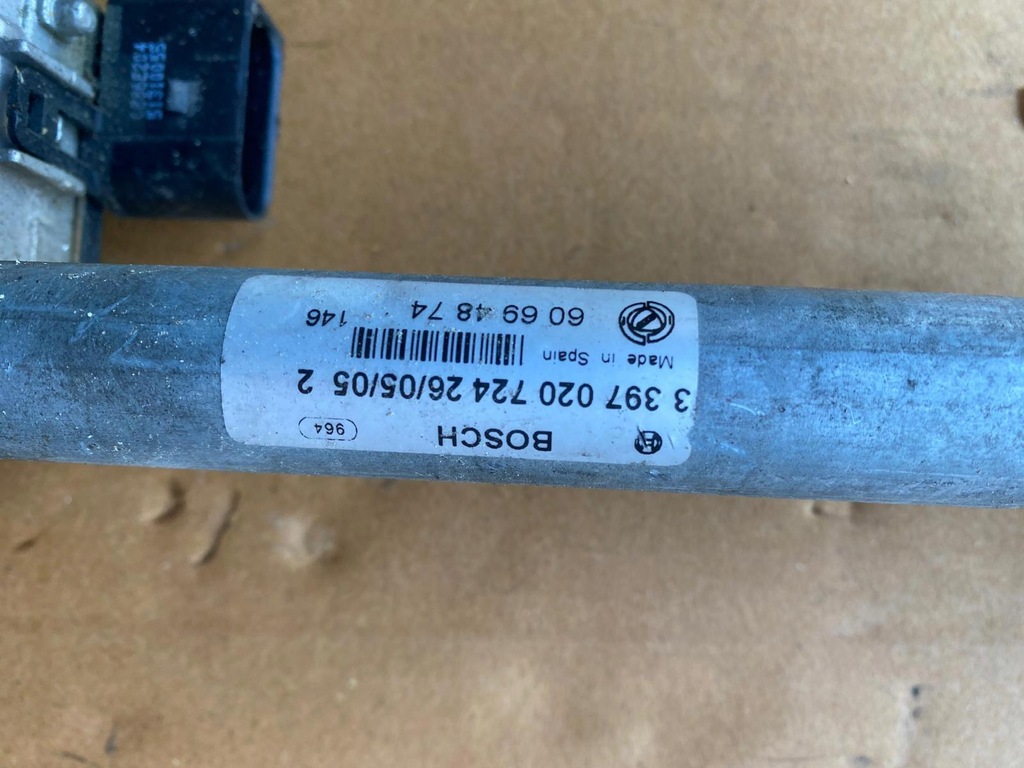 BOSCH 964
3 397 020 724 26/05/05 2
Made in Spain
60 69 48 74 146